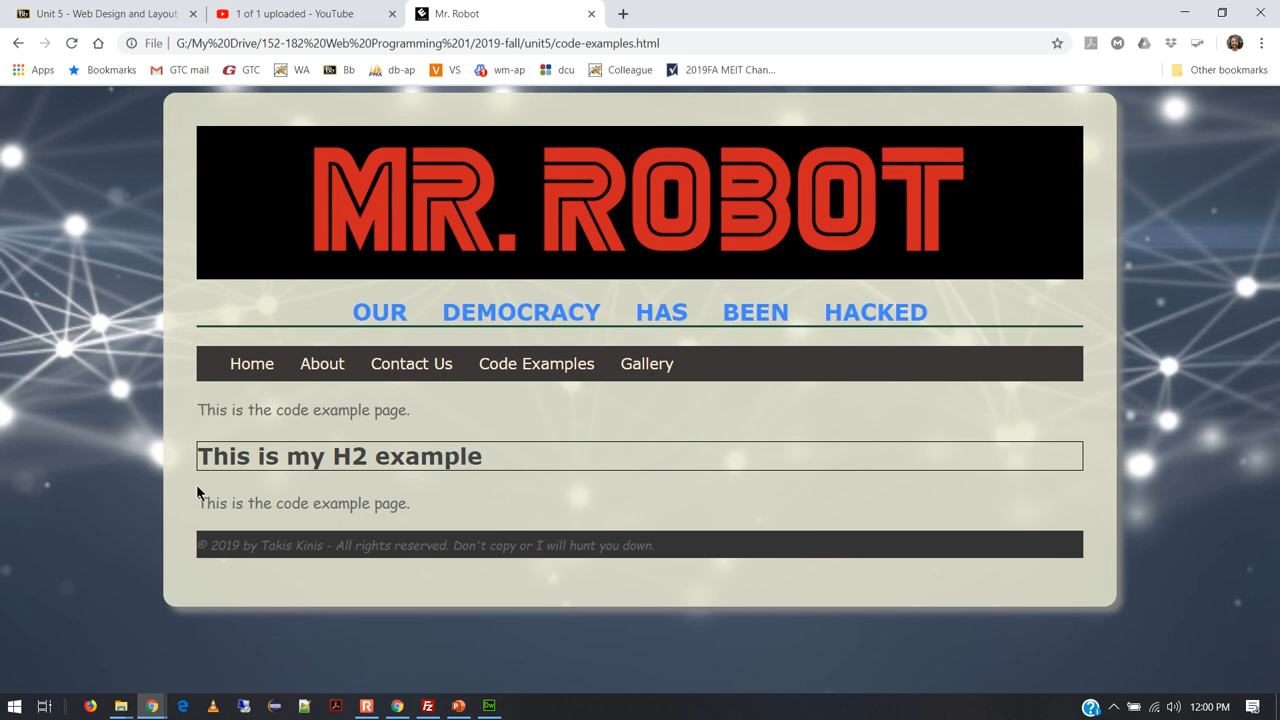 Unit 5 - Web Design and Layout
1 of 1 uploaded - YouTube
Mr. Robot
File
G:/My%20Drive/152-182%20Web%20Programming%201/2019-fall/unit5/code-examples.html
Apps
Bookmarks
GTC mail
GTC
WA
Bb
db-ap
VS
wm-ap
dcu
Colleague
2019FA MEIT Chan...
Other bookmarks
MR. ROBOT
OUR DEMOCRACY HAS BEEN HACKED
Home
About
Contact Us
Code Examples
Gallery
This is the code example page.
This is my H2 example
This is the code example page.
© 2019 by Takis Kinis - All rights reserved. Don't copy or I will hunt you down.
12:00 PM